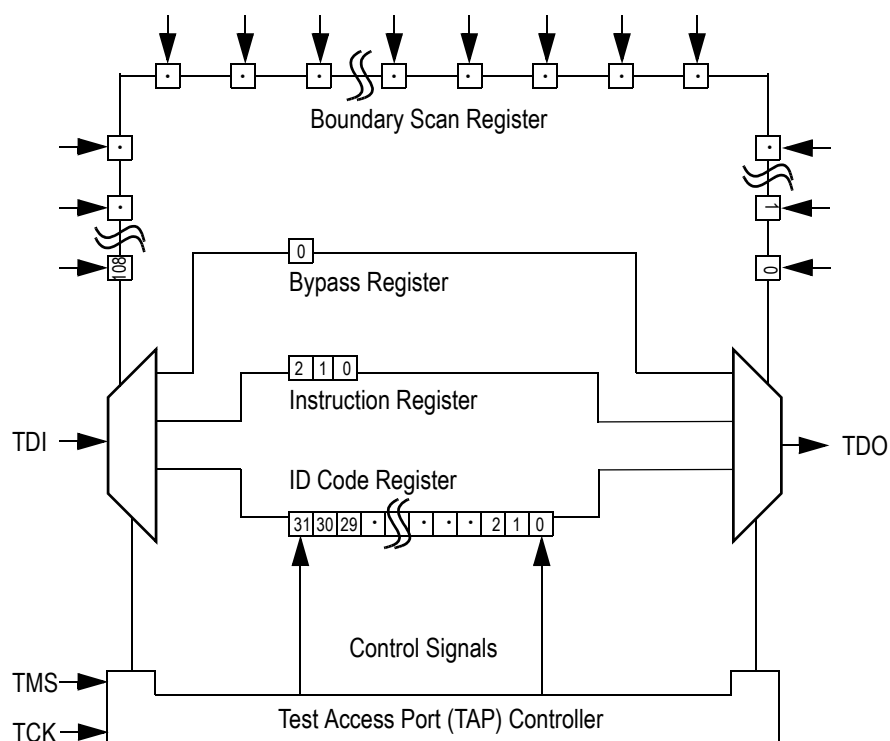 Boundary Scan Register
1
108
0
0
Bypass Register
2 1 0
Instruction Register
TDI
TDO
ID Code Register
31 30 29 · · · · 2 1 0
Control Signals
TMS
Test Access Port (TAP) Controller
TCK